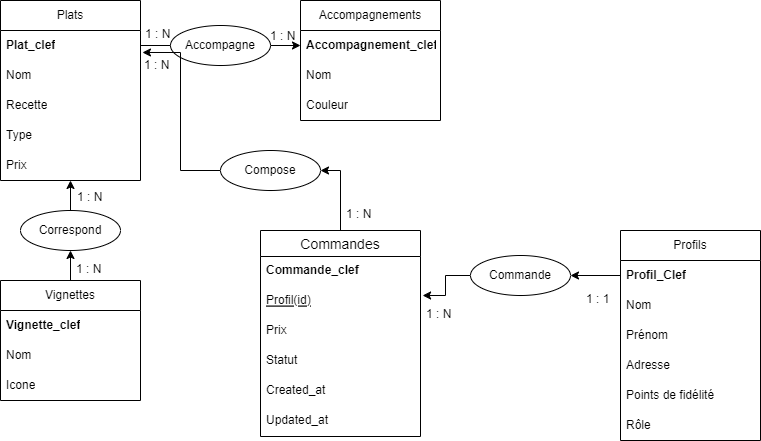 Plats
Plat_clef
Nom
Recette
Type
Prix
1 : N
Accompagne
1 : N
1 : N
Accompagnements
Accompagnement_clef
Nom
Couleur
Compose
1 : N
1 : N
Correspond
1 : N
Vignettes
Vignette_clef
Nom
Icone
Commandes
Commande_clef
Profil(id)
Prix
Statut
Created_at
Updated_at
Commande
1 : N
1 : 1
Profils
Profil_Clef
Nom
Prénom
Adresse
Points de fidélité
Rôle